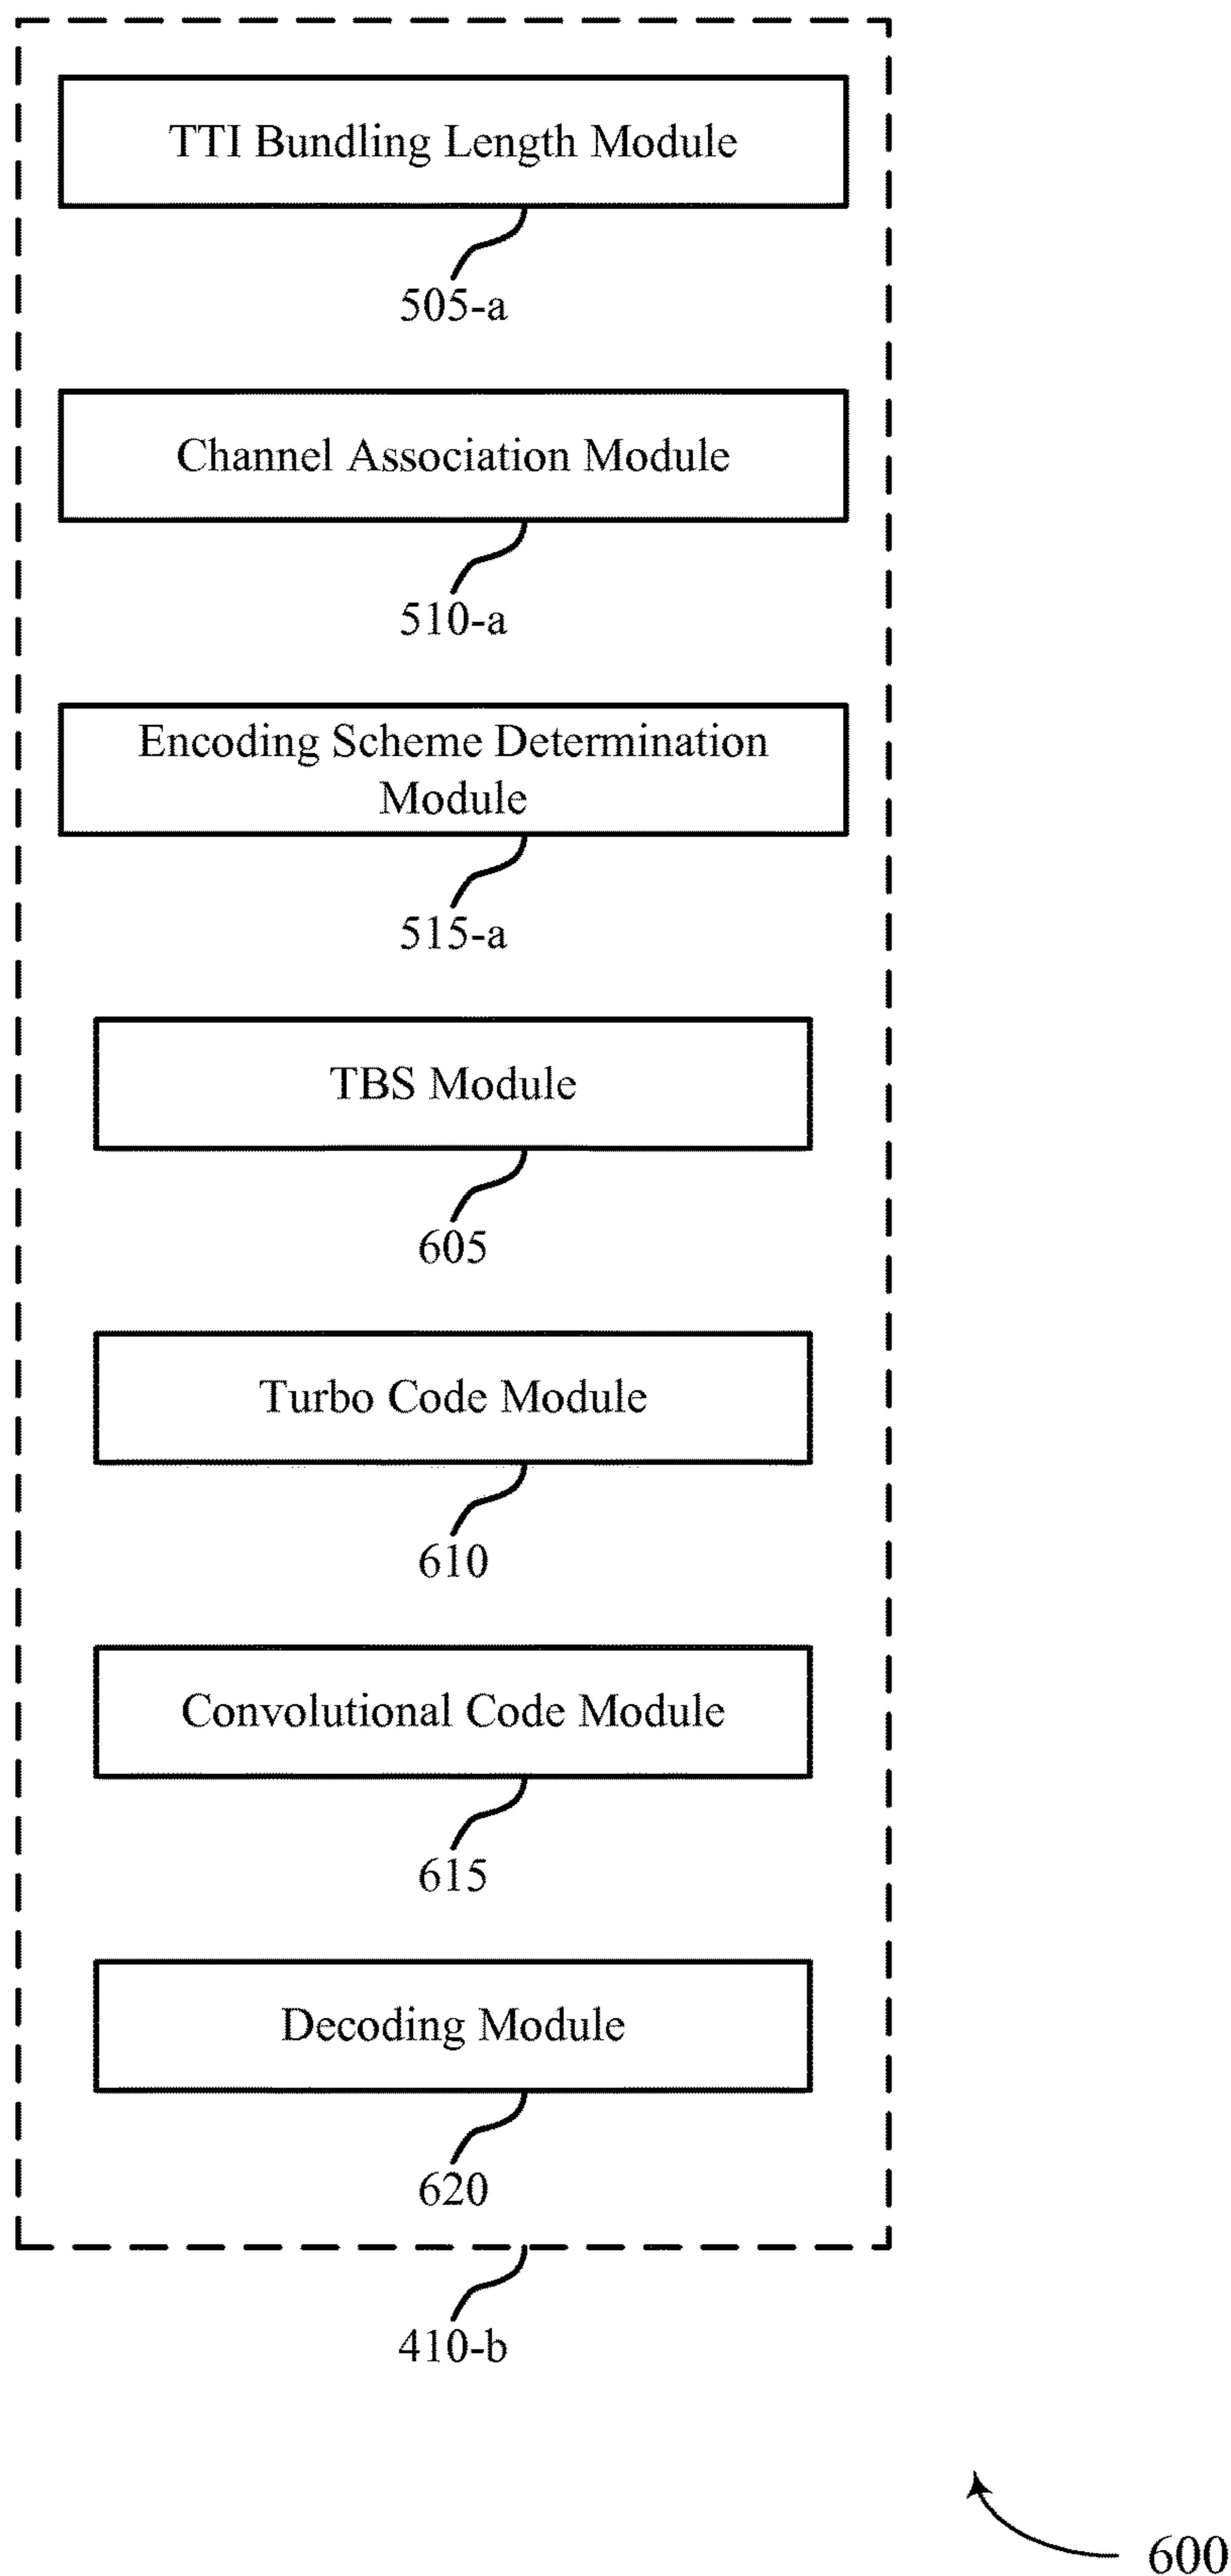 TTI Bundling Length Module
505-a
Channel Association Module
510-a
Encoding Scheme Determination
Module
515-a
TBS Module
605
Turbo Code Module
610
Convolutional Code Module
615
Decoding Module
620
410-b
600